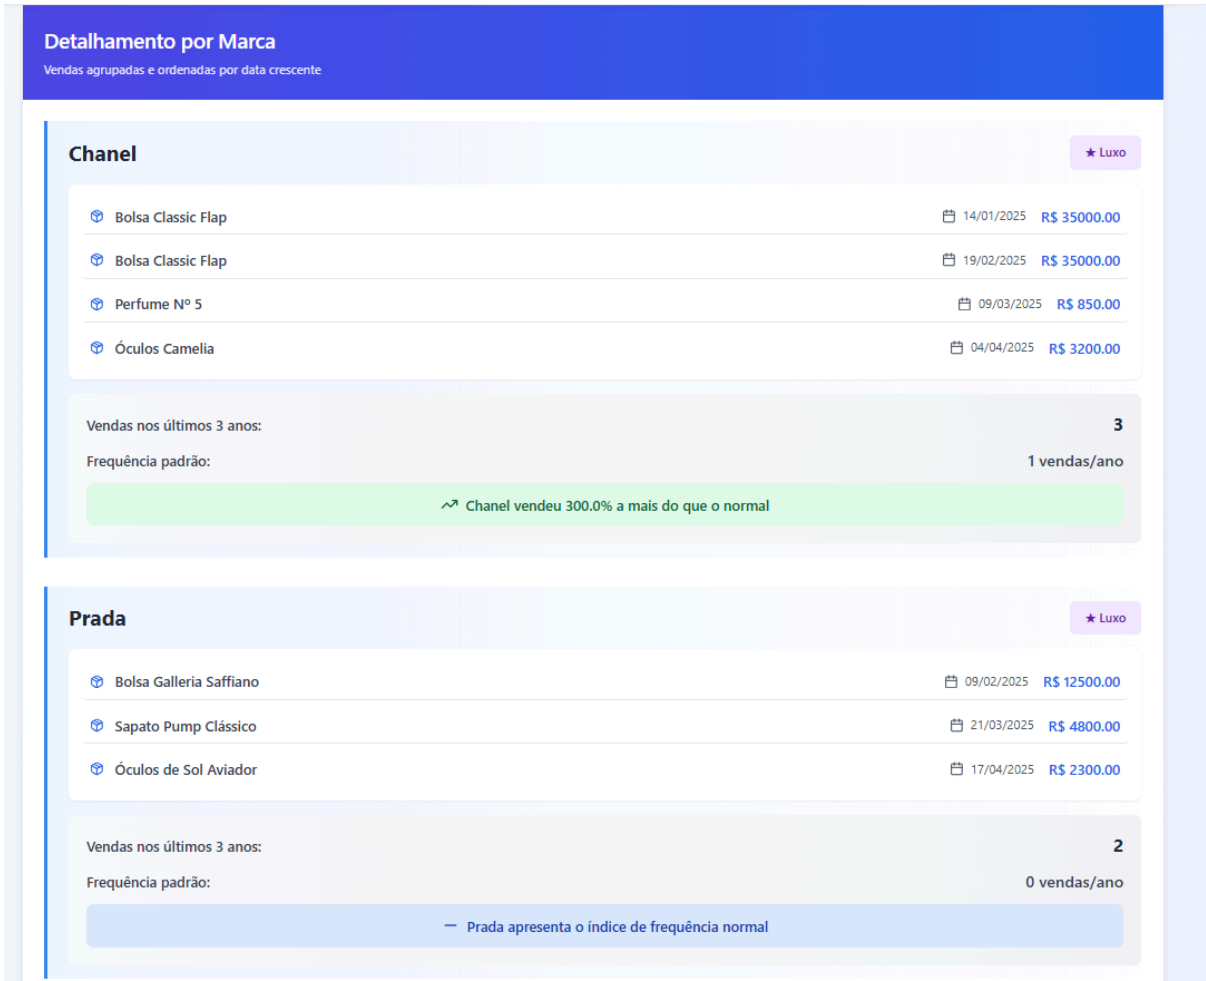 Detalhamento por Marca
Vendas agrupadas e ordenadas por data crescente
Chanel ★ Luxo
Bolsa Classic Flap 14/01/2025 R$ 35000.00
Bolsa Classic Flap 19/02/2025 R$ 35000.00
Perfume Nº 5 09/03/2025 R$ 850.00
Óculos Camelia 04/04/2025 R$ 3200.00
Vendas nos últimos 3 anos: 3
Frequência padrão: 1 vendas/ano
Chanel vendeu 300.0% a mais do que o normal
Prada ★ Luxo
Bolsa Galleria Saffiano 09/02/2025 R$ 12500.00
Sapato Pump Clássico 21/03/2025 R$ 4800.00
Óculos de Sol Aviador 17/04/2025 R$ 2300.00
Vendas nos últimos 3 anos: 2
Frequência padrão: 0 vendas/ano
Prada apresenta o índice de frequência normal